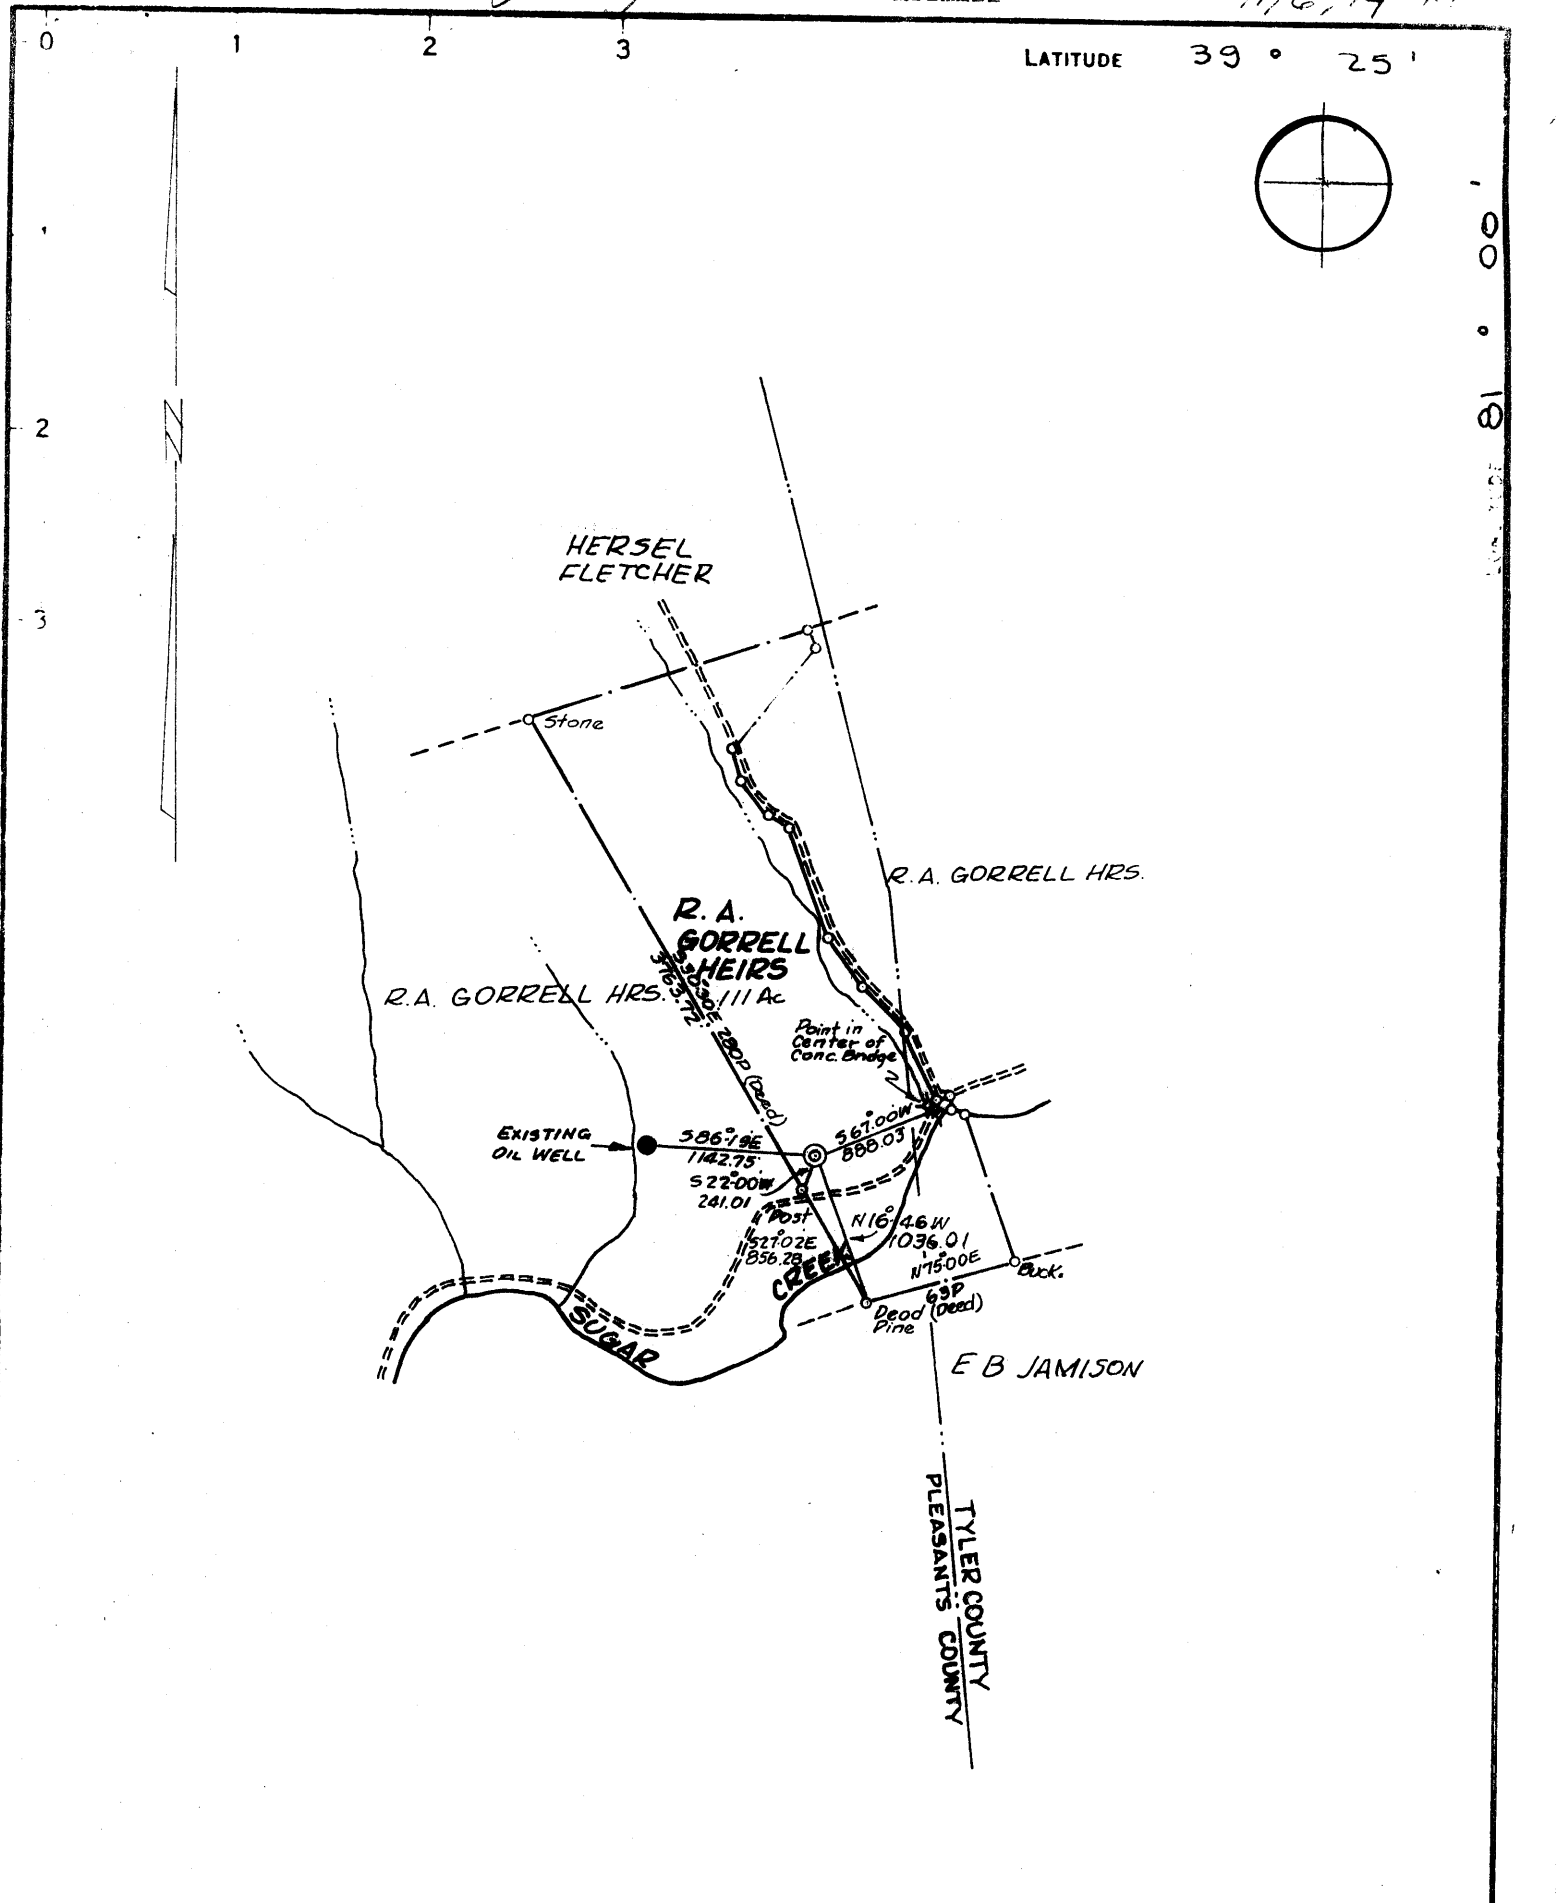 0 1 2 3
LATITUDE 39° 25'
81° 00'
2
3
N
HERSEL
FLETCHER
Stone
R.A. GORRELL HRS.
R. A.
GORRELL
HEIRS
111 Ac
R.A. GORRELL HRS.
280P (Deed)
3763.72
Point in
Center of
Conc. Bridge
S67°00W
888.03
EXISTING
OIL WELL
S86°19E
1142.75
S22°00W
241.01
Post
S27°02E
856.28
N16°46W
1036.01
N75°00E
63P
(Deed)
Buck.
Dead
Pine
CREEK
SUGAR
E B JAMISON
TYLER COUNTY
PLEASANTS COUNTY